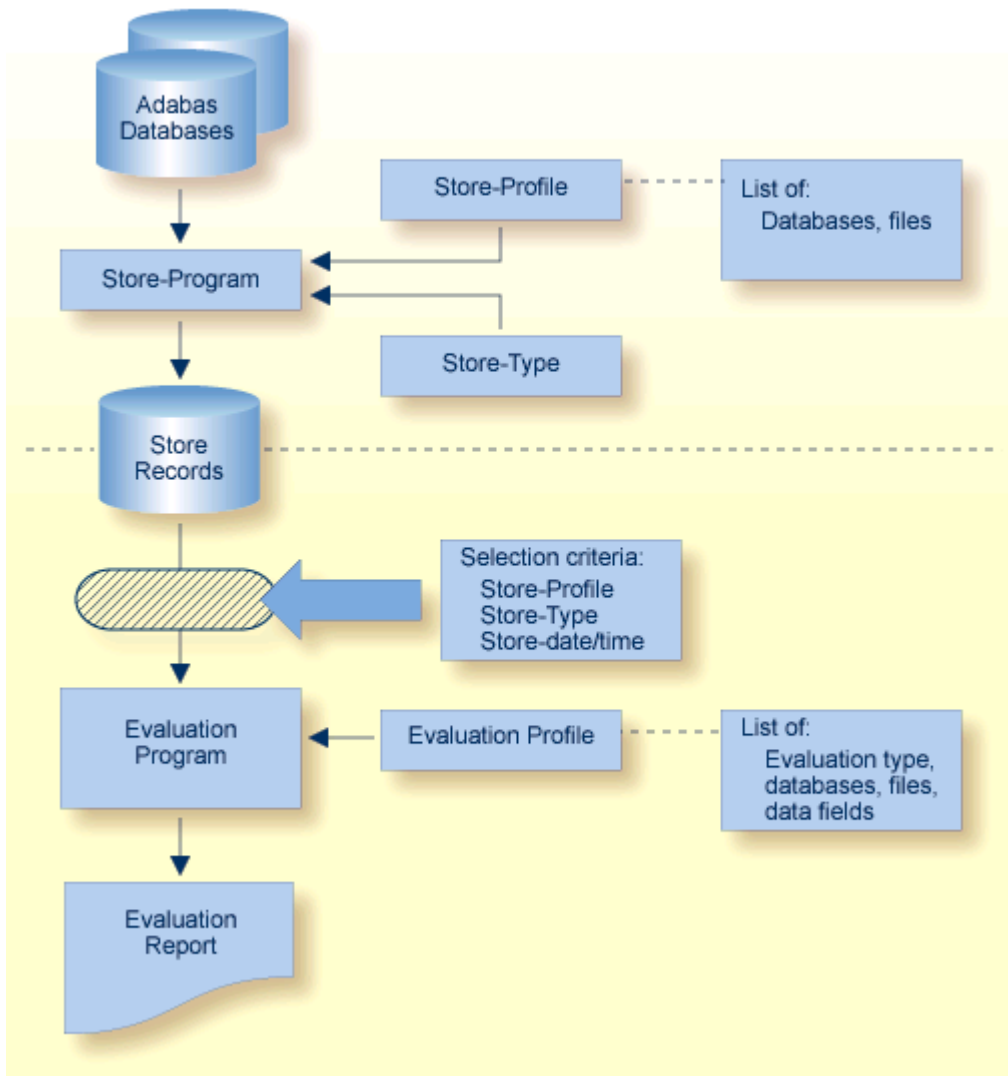 Adabas
Databases
Store-Profile
List of:
Databases, files
Store-Program
Store-Type
Store
Records
Selection criteria:
Store-Profile
Store-Type
Store-date/time
Evaluation
Program
Evaluation Profile
List of:
Evaluation type,
databases, files,
data fields
Evaluation
Report